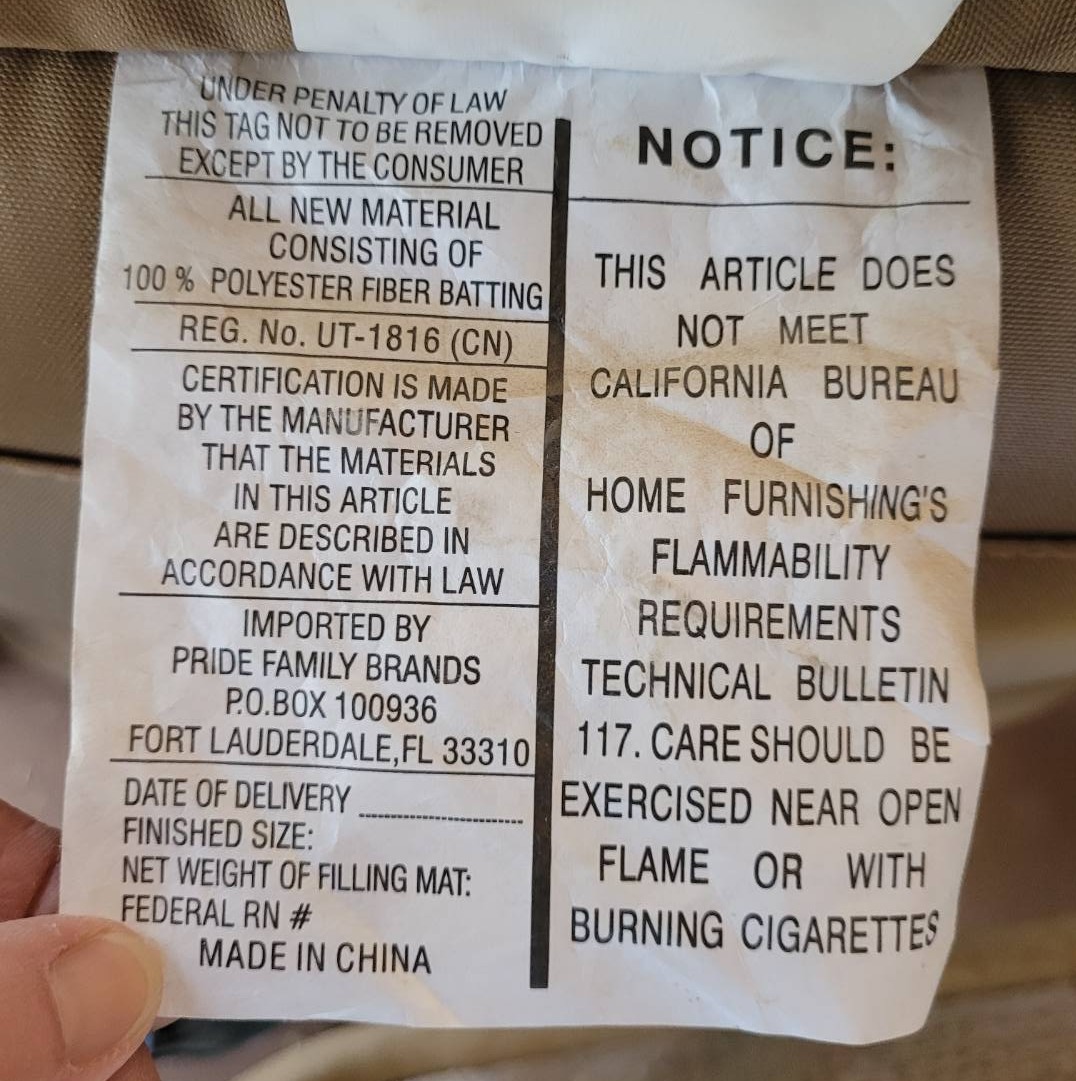 UNDER PENALTY OF LAW
THIS TAG NOT TO BE REMOVED
EXCEPT BY THE CONSUMER
ALL NEW MATERIAL
CONSISTING OF
100 % POLYESTER FIBER BATTING
REG. No. UT-1816 (CN)
CERTIFICATION IS MADE
BY THE MANUFACTURER
THAT THE MATERIALS
IN THIS ARTICLE
ARE DESCRIBED IN
ACCORDANCE WITH LAW
IMPORTED BY
PRIDE FAMILY BRANDS
P.O.BOX 100936
FORT LAUDERDALE,FL 33310
DATE OF DELIVERY
FINISHED SIZE:
NET WEIGHT OF FILLING MAT:
FEDERAL RN #
MADE IN CHINA
NOTICE:
THIS ARTICLE DOES
NOT MEET
CALIFORNIA BUREAU
OF
HOME FURNISHING'S
FLAMMABILITY
REQUIREMENTS
TECHNICAL BULLETIN
117. CARE SHOULD BE
EXERCISED NEAR OPEN
FLAME OR WITH
BURNING CIGARETTES